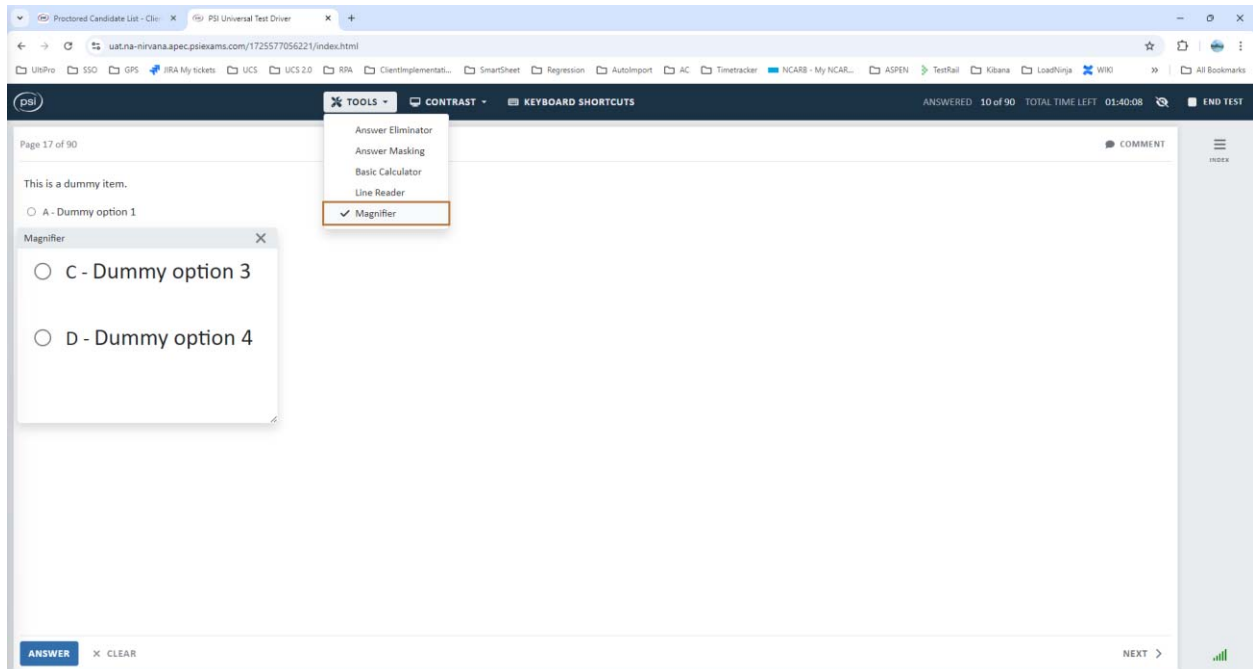 Proctored Candidate List - Clie
PSI Universal Test Driver
uat.na-nirvana.apec.psiexams.com/1725577056221/index.html
UltiPro SSO GPS JIRA My tickets UCS UCS 2.0 RPA ClientImplementati... SmartSheet Regression AutoImport AC Timetracker NCARB - My NCAR... ASPEN TestRail Kibana LoadNinja WIKI » All Bookmarks
psi TOOLS CONTRAST KEYBOARD SHORTCUTS ANSWERED 10 of 90 TOTAL TIME LEFT 01:40:08 END TEST
Answer Eliminator
Answer Masking
Basic Calculator
Line Reader
Magnifier
Page 17 of 90
COMMENT
INDEX
This is a dummy item.
A - Dummy option 1
Magnifier
C - Dummy option 3
D - Dummy option 4
ANSWER CLEAR NEXT